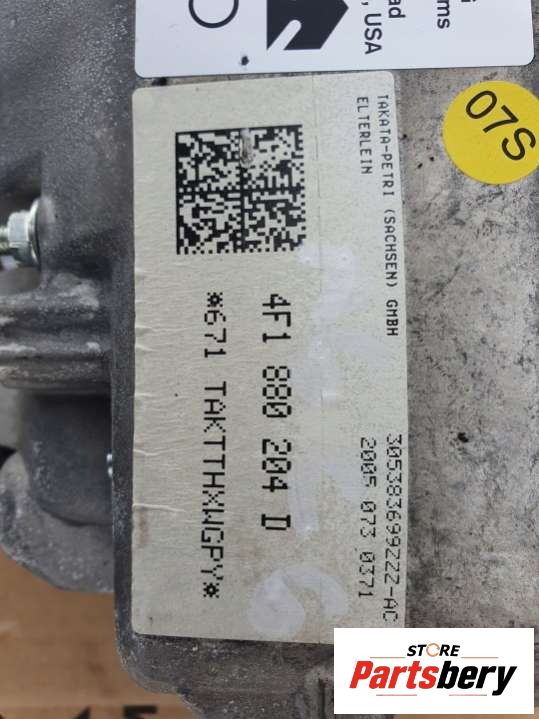 ad
ms
, USA
07S
TAKATA-PETRI (SACHSEN) GMBH
ELTERLEIN
305383699ZZZ-AC
2005 073 0371
4F1 880 204 D
*671 TAKTTHXWGPY*
STORE
Partsbery